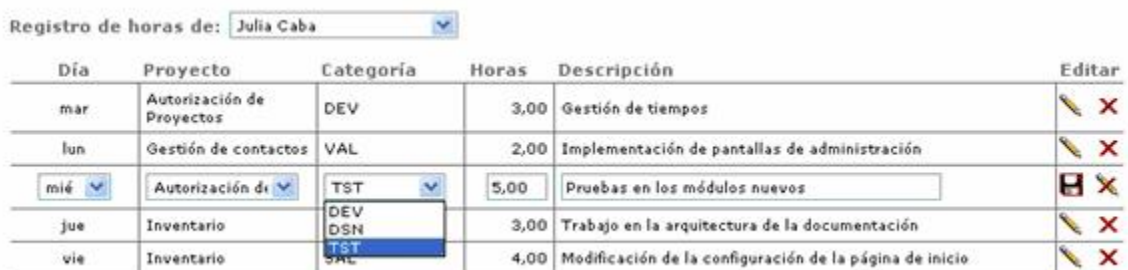 Registro de horas de: Julia Caba
Día Proyecto Categoría Horas Descripción Editar
mar Autorización de Proyectos DEV 3,00 Gestión de tiempos
lun Gestión de contactos VAL 2,00 Implementación de pantallas de administración
mié Autorización de TST 5,00 Pruebas en los módulos nuevos
DEV
DSN
TST
jue Inventario 3,00 Trabajo en la arquitectura de la documentación
vie Inventario 4,00 Modificación de la configuración de la página de inicio